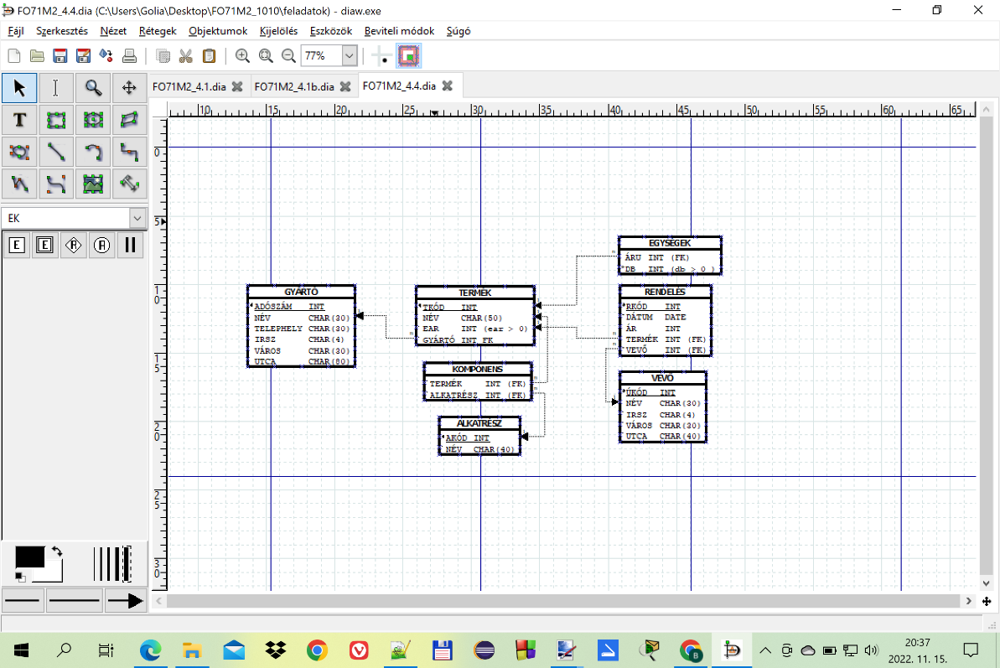 FO71M2_4.4.dia (C:\Users\Golia\Desktop\FO71M2_1010\feladatok) - diaw.exe
Fájl Szerkesztés Nézet Rétegek Objektumok Kijelölés Eszközök Beviteli módok Súgó
77%
FO71M2_4.1.dia FO71M2_4.1b.dia FO71M2_4.4.dia
10 15 20 25 30 35 40 45 50 55 60 65
0
5
10
15
20
25
30
T
EK
E E R A
EGYSÉGEK
ÁRU INT (FK)
DB INT (db > 0 )
GYÁRTÓ
ADÓSZÁM INT
NÉV CHAR(30)
TELEPHELY CHAR(30)
IRSZ CHAR(4)
VÁROS CHAR(30)
UTCA CHAR(80)
TERMÉK
TKÓD INT
NÉV CHAR(50)
EAR INT (ear > 0)
GYÁRTÓ INT FK
RENDELÉS
RKÓD INT
DÁTUM DATE
ÁR INT
TERMÉK INT (FK)
VEVŐ INT (FK)
KOMPONENS
TERMÉK INT (FK)
ALKATRÉSZ INT (FK)
VEVŐ
ÜKÓD INT
NÉV CHAR(30)
IRSZ CHAR(4)
VÁROS CHAR(30)
UTCA CHAR(40)
ALKATRÉSZ
AKÓD INT
NÉV CHAR(40)
20:37
2022. 11. 15.